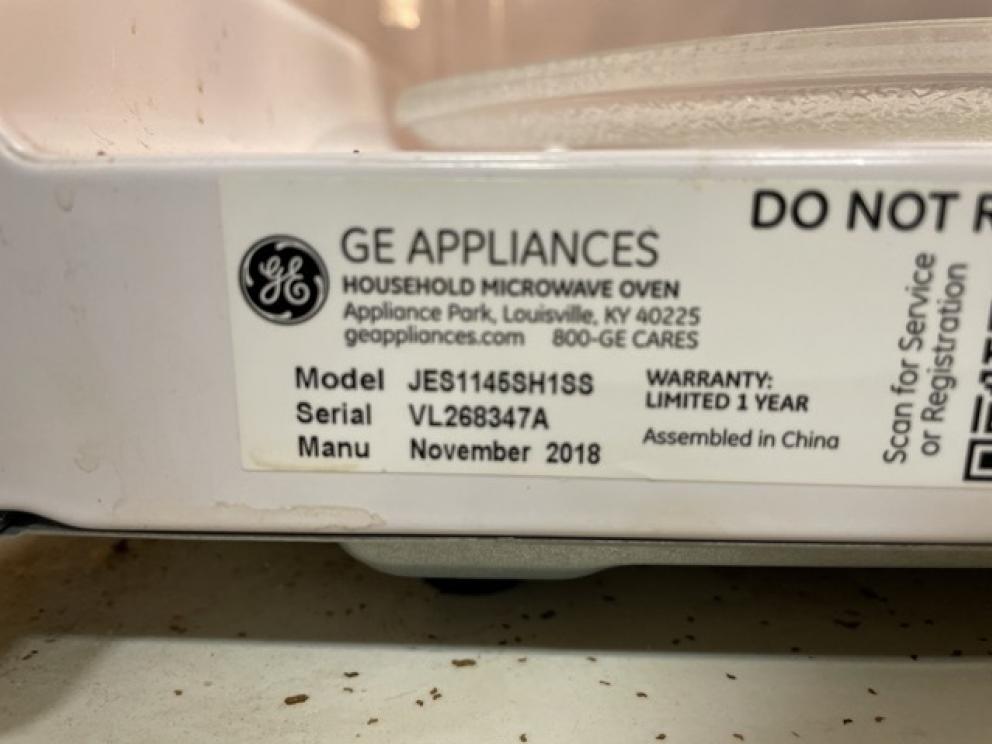 DO NOT R
GE
GE APPLIANCES
HOUSEHOLD MICROWAVE OVEN
Appliance Park, Louisville, KY 40225
geappliances.com 800-GE CARES
Model JES1145SH1SS
Serial VL268347A
Manu November 2018
WARRANTY:
LIMITED 1 YEAR
Assembled in China
Scan for Service
or Registration